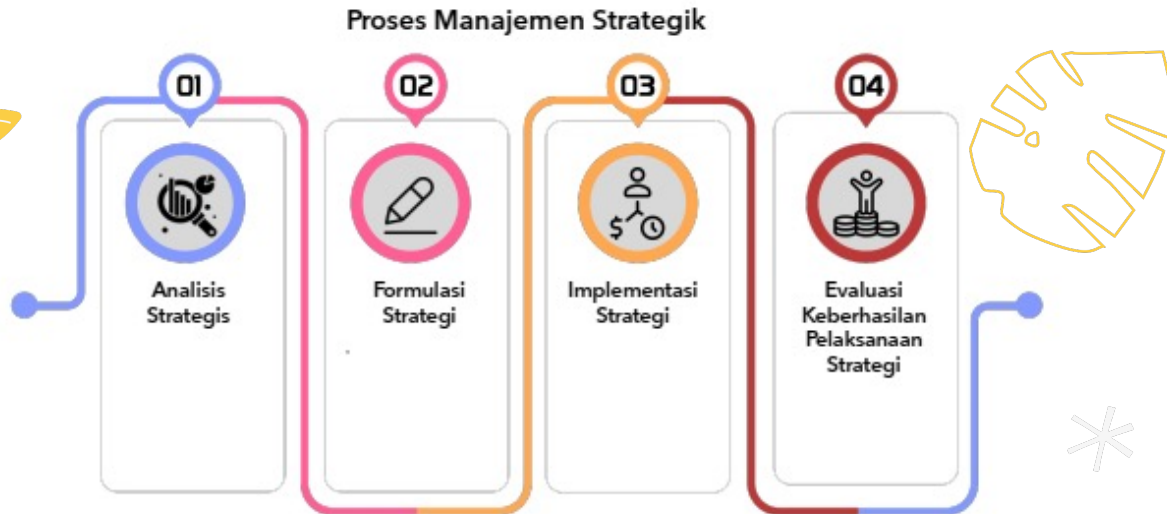 Proses Manajemen Strategik
01
Analisis
Strategis
02
Formulasi
Strategi
03
$
Implementasi
Strategi
04
Evaluasi
Keberhasilan
Pelaksanaan
Strategi